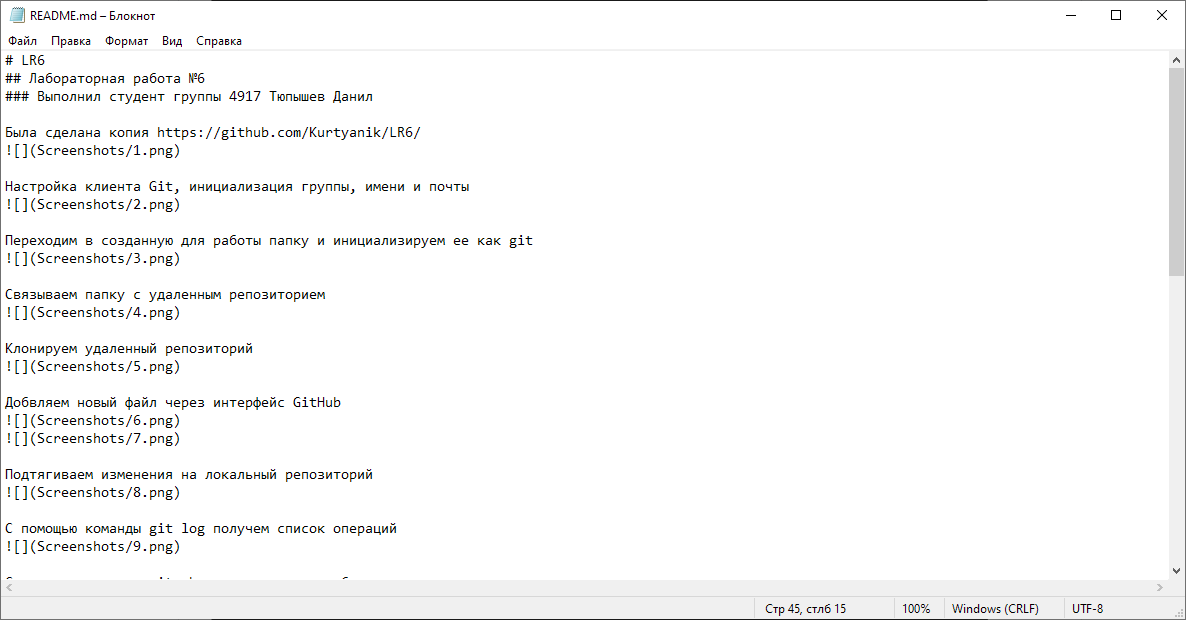 README.md – Блокнот
Файл Правка Формат Вид Справка
# LR6
## Лабораторная работа №6
### Выполнил студент группы 4917 Тюпышев Данил
Была сделана копия https://github.com/Kurtyanik/LR6/
![](Screenshots/1.png)
Настройка клиента Git, инициализация группы, имени и почты
![](Screenshots/2.png)
Переходим в созданную для работы папку и инициализируем ее как git
![](Screenshots/3.png)
Связываем папку с удаленным репозиторием
![](Screenshots/4.png)
Клонируем удаленный репозиторий
![](Screenshots/5.png)
Добвляем новый файл через интерфейс GitHub
![](Screenshots/6.png)
![](Screenshots/7.png)
Подтягиваем изменения на локальный репозиторий
![](Screenshots/8.png)
С помощью команды git log получем список операций
![](Screenshots/9.png)
Стр 45, стлб 15 100% Windows (CRLF) UTF-8